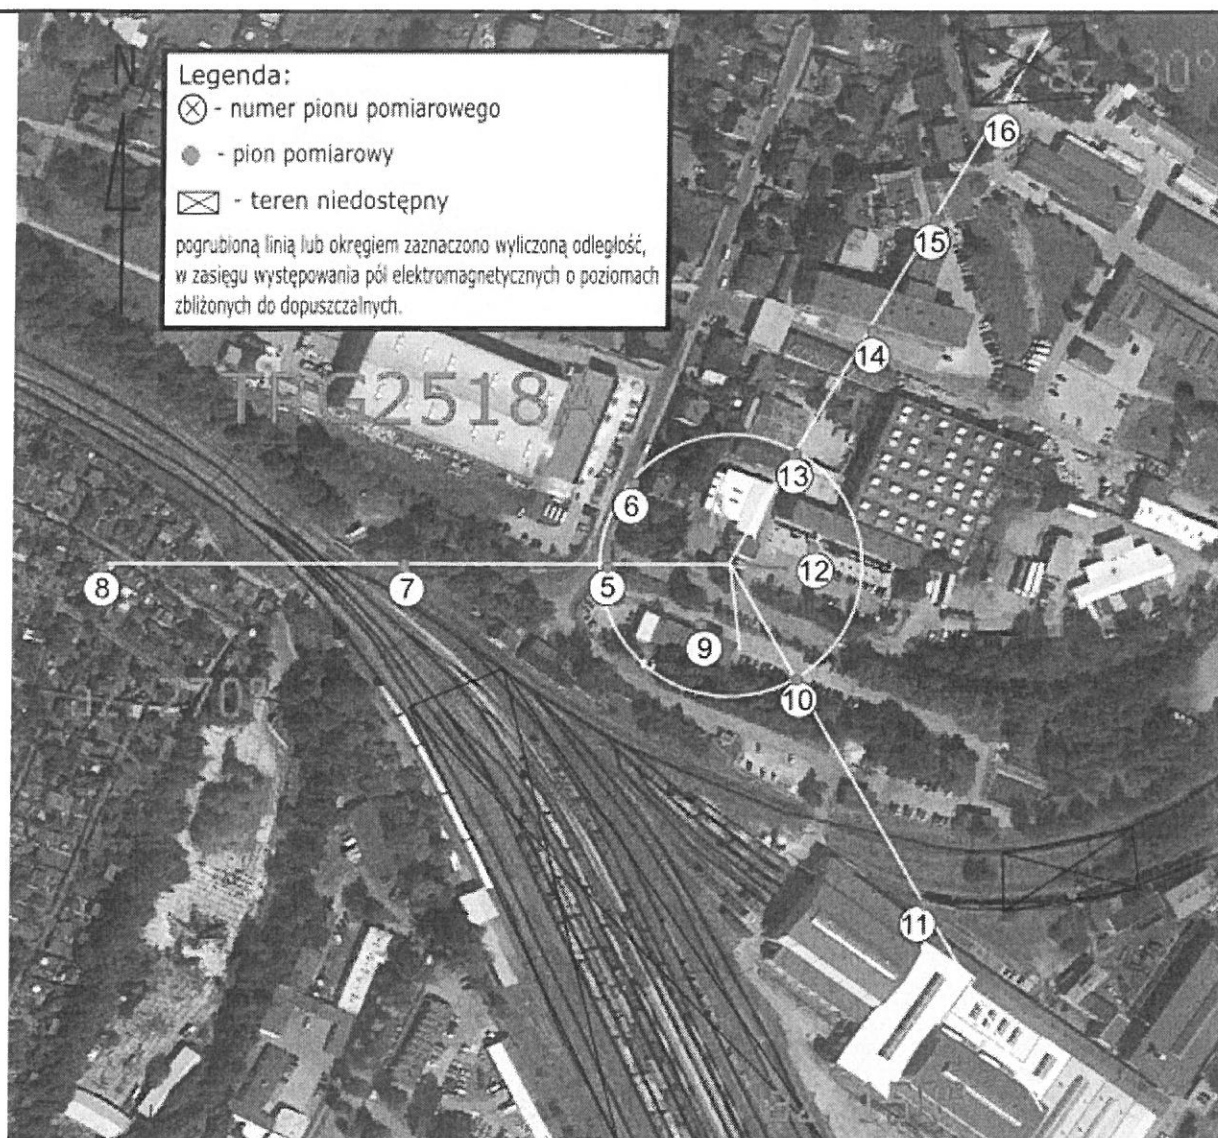 N
Legenda:
- numer pionu pomiarowego
- pion pomiarowy
- teren niedostępny
pogrubioną linią lub okręgiem zaznaczono wyliczoną odległość,
w zasięgu występowania pól elektromagnetycznych o poziomach
zbliżonych do dopuszczalnych.
16
15
14
13
6
12
8
7
5
9
10
11